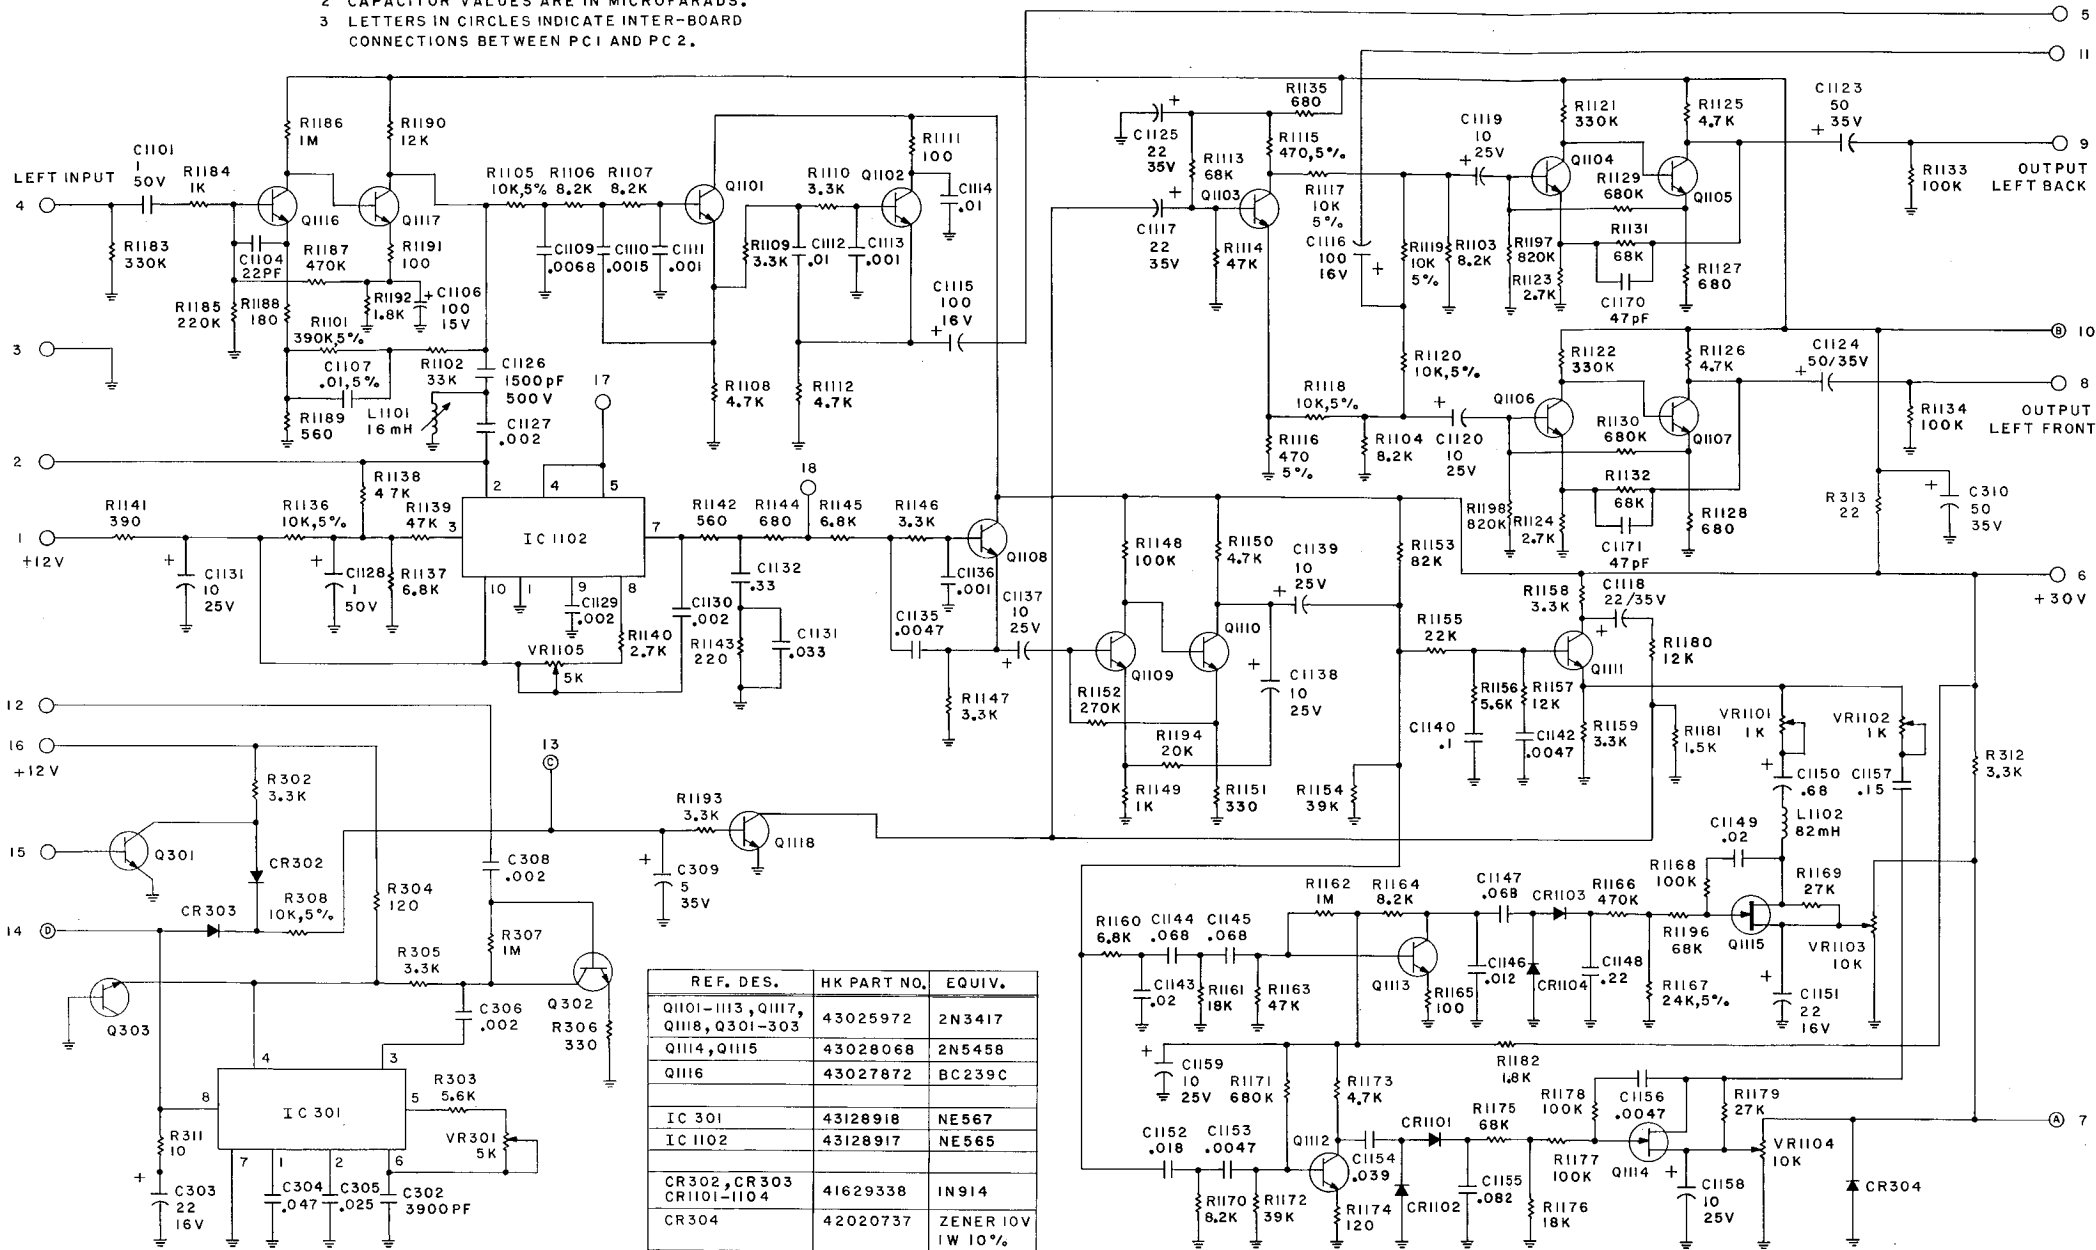 2 CAPACITOR VALUES ARE IN MICROFARADS.
3 LETTERS IN CIRCLES INDICATE INTER-BOARD
CONNECTIONS BETWEEN PC1 AND PC2.
5
11
LEFT INPUT
4
C1101
1
50V
R1184
1K
R1183
330K
R1186
1M
R1190
12K
Q1116
Q1117
C1104
22PF
R1187
470K
R1191
100
R1185
220K
R1188
180
R1192
1.8K
+ C1106
100
15V
R1101
390K,5%
C1107
.01,5%
R1102
33K
R1189
560
L1101
16mH
C1126
1500pF
500V
C1127
.002
17
3
2
R1105
10K,5%
R1106
8.2K
R1107
8.2K
Q1101
C1109
.0068
C1110
.0015
C1111
.001
R1109
3.3K
R1110
3.3K
Q1102
R1111
100
C1114
.01
C1112
.01
C1113
.001
C1115
100
16V
+
R1108
4.7K
R1112
4.7K
R1135
680
C1125
22
35V
+
R1115
470,5%
R1113
68K
C1117
22
35V
+
Q1103
R1114
47K
R1117
10K
5%
C1116
100
16V
+
R1119
10K
5%
R1103
8.2K
C1119
10
25V
+
R1121
330K
R1125
4.7K
Q1104
R1129
680K
Q1105
R1131
68K
R1197
820K
R1123
2.7K
C1170
47pF
R1127
680
C1123
50
35V
+
R1133
100K
9
OUTPUT
LEFT BACK
B 10
R1120
10K,5%
R1118
10K,5%
R1116
470
5%
R1104
8.2K
C1120
10
25V
+
R1122
330K
R1126
4.7K
Q1106
R1130
680K
Q1107
R1132
68K
R1198
820K
R1124
2.7K
C1171
47pF
R1128
680
C1124
50/35V
+
R1134
100K
8
OUTPUT
LEFT FRONT
R313
22
+ C310
50
35V
6
+30V
1
+12V
R1141
390
R1136
10K,5%
R1138
4.7K
R1139
47K
+ C1131
10
25V
+ C1128
1
50V
R1137
6.8K
IC1102
2
4
5
3
7
10
1
9
8
C1129
.002
R1140
2.7K
C1130
.002
VR1105
5K
R1142
560
R1144
680
18
R1145
6.8K
R1146
3.3K
C1132
.33
R1143
220
C1131
.033
Q1108
C1136
.001
C1135
.0047
C1137
10
25V
+
R1147
3.3K
R1148
100K
R1150
4.7K
C1139
10
25V
+
Q1109
Q1110
R1152
270K
R1194
20K
C1138
10
25V
+
R1149
1K
R1151
330
R1153
82K
R1154
39K
R1155
22K
Q1111
R1158
3.3K
C1118
22/35V
+
R1180
12K
R1156
5.6K
R1157
12K
C1140
.1
C1142
.0047
R1159
3.3K
R1181
1.5K
VR1101
1K
VR1102
1K
C1150
.68
+
C1157
.15
L1102
82mH
R312
3.3K
12
16
+12V
13
C
R302
3.3K
15
Q301
CR302
R304
120
14 D
CR303
R308
10K,5%
C308
.002
R307
1M
R305
3.3K
Q302
R306
330
Q303
C306
.002
+
C309
5
35V
R1193
3.3K
Q1118
IC301
4
3
8
5
7
1
2
6
R303
5.6K
VR301
5K
R311
10
+
C303
22
16V
C304
.047
C305
.025
C302
3900PF
REF. DES. HK PART NO. EQUIV.
Q1101-1113,Q1117, Q1118,Q301-303 43025972 2N3417
Q1114,Q1115 43028068 2N5458
Q1116 43027872 BC239C
IC 301 43128918 NE567
IC 1102 43128917 NE565
CR302,CR303 CR1101-1104 41629338 1N914
CR304 42020737 ZENER 10V 1W 10%
R1160
6.8K
C1144
.068
C1145
.068
C1143
.02
R1161
18K
R1163
47K
R1162
1M
R1164
8.2K
Q1113
R1165
100
C1147
.068
CR1103
C1146
.012
CR1104
C1148
.22
R1166
470K
R1167
24K,5%
R1168
100K
R1196
68K
C1149
.02
Q1115
R1169
27K
VR1103
10K
+
C1151
22
16V
+
C1159
10
25V
R1171
680K
R1173
4.7K
R1182
1.8K
C1152
.018
C1153
.0047
R1170
8.2K
R1172
39K
Q1112
R1174
120
C1154
.039
CR1101
CR1102
C1155
.082
R1175
68K
R1176
18K
R1177
100K
R1178
100K
C1156
.0047
Q1114
R1179
27K
VR1104
10K
+
C1158
10
25V
CR304
A 7